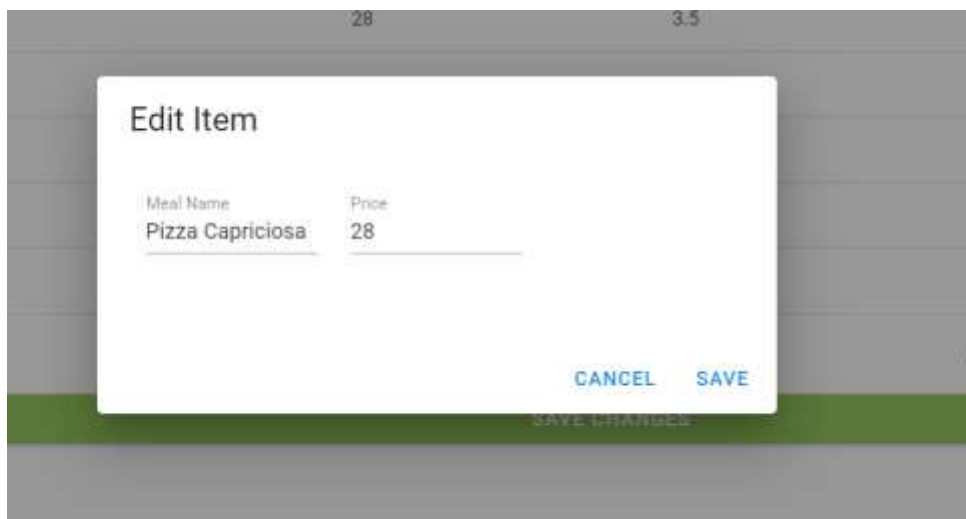 28 3.5
Edit Item
Meal Name Price
Pizza Capriciosa 28
CANCEL SAVE
SAVE CHANGES